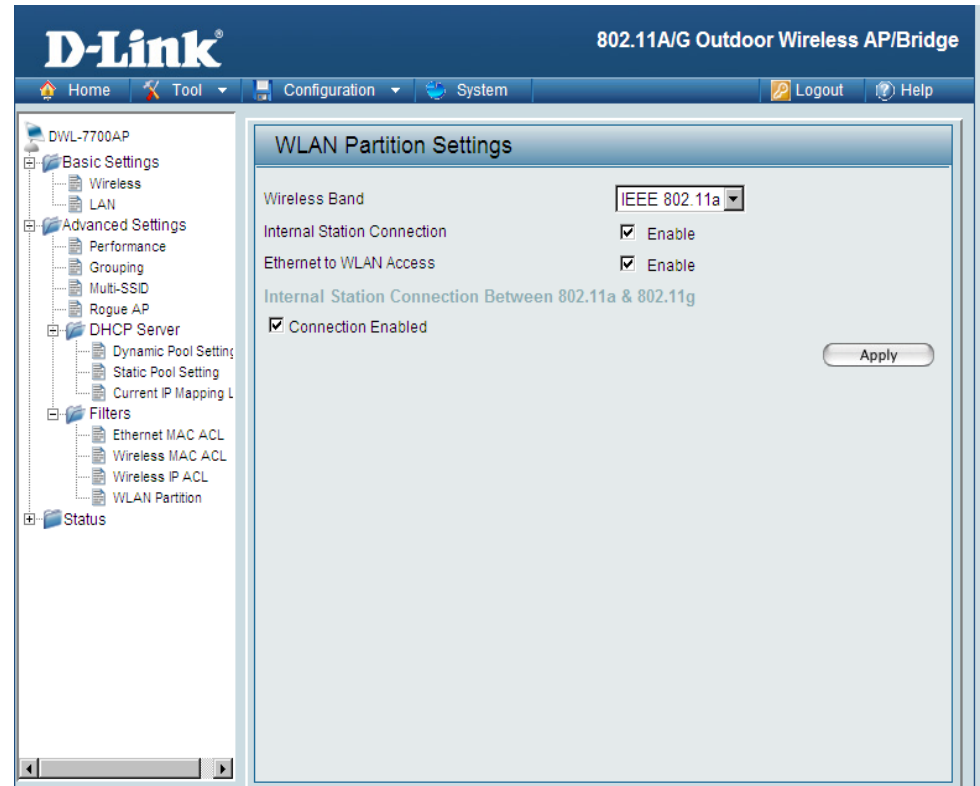 D-Link®
802.11A/G Outdoor Wireless AP/Bridge
Home Tool Configuration System Logout Help
DWL-7700AP
Basic Settings
Wireless
LAN
Advanced Settings
Performance
Grouping
Multi-SSID
Rogue AP
DHCP Server
Dynamic Pool Setting
Static Pool Setting
Current IP Mapping L
Filters
Ethernet MAC ACL
Wireless MAC ACL
Wireless IP ACL
WLAN Partition
Status
WLAN Partition Settings
Wireless Band IEEE 802.11a
Internal Station Connection Enable
Ethernet to WLAN Access Enable
Internal Station Connection Between 802.11a & 802.11g
Connection Enabled
Apply